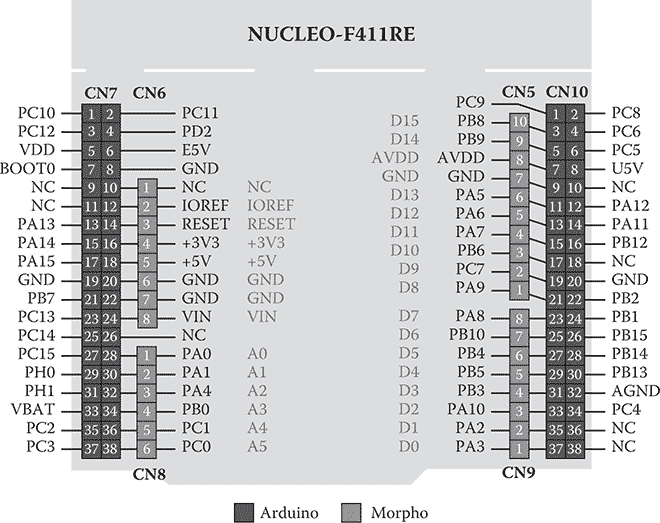 NUCLEO-F411RE
CN7 CN6 CN5 CN10
PC9
PC10 1 2 PC11 D15 PB8 10 1 2 PC8
PC12 3 4 PD2 D14 PB9 9 3 4 PC6
VDD 5 6 E5V AVDD AVDD 8 5 6 PC5
BOOT0 7 8 GND GND GND 7 7 8 U5V
NC 9 10 1 NC NC D13 PA5 6 9 10 NC
NC 11 12 2 IOREF IOREF D12 PA6 5 11 12 PA12
PA13 13 14 3 RESET RESET D11 PA7 4 13 14 PA11
PA14 15 16 4 +3V3 +3V3 D10 PB6 3 15 16 PB12
PA15 17 18 5 +5V +5V D9 PC7 2 17 18 NC
GND 19 20 6 GND GND D8 PA9 1 19 20 GND
PB7 21 22 7 GND GND 21 22 PB2
PC13 23 24 8 VIN VIN D7 PA8 8 23 24 PB1
PC14 25 26 NC D6 PB10 7 25 26 PB15
PC15 27 28 1 PA0 A0 D5 PB4 6 27 28 PB14
PH0 29 30 2 PA1 A1 D4 PB5 5 29 30 PB13
PH1 31 32 3 PA4 A2 D3 PB3 4 31 32 AGND
VBAT 33 34 4 PB0 A3 D2 PA10 3 33 34 PC4
PC2 35 36 5 PC1 A4 D1 PA2 2 35 36 NC
PC3 37 38 6 PC0 A5 D0 PA3 1 37 38 NC
CN8 CN9
Arduino Morpho